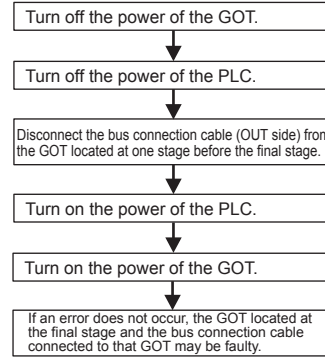 Turn off the power of the GOT.
Turn off the power of the PLC.
Disconnect the bus connection cable (OUT side) from
the GOT located at one stage before the final stage.
Turn on the power of the PLC.
Turn on the power of the GOT.
If an error does not occur, the GOT located at
the final stage and the bus connection cable
connected to that GOT may be faulty.